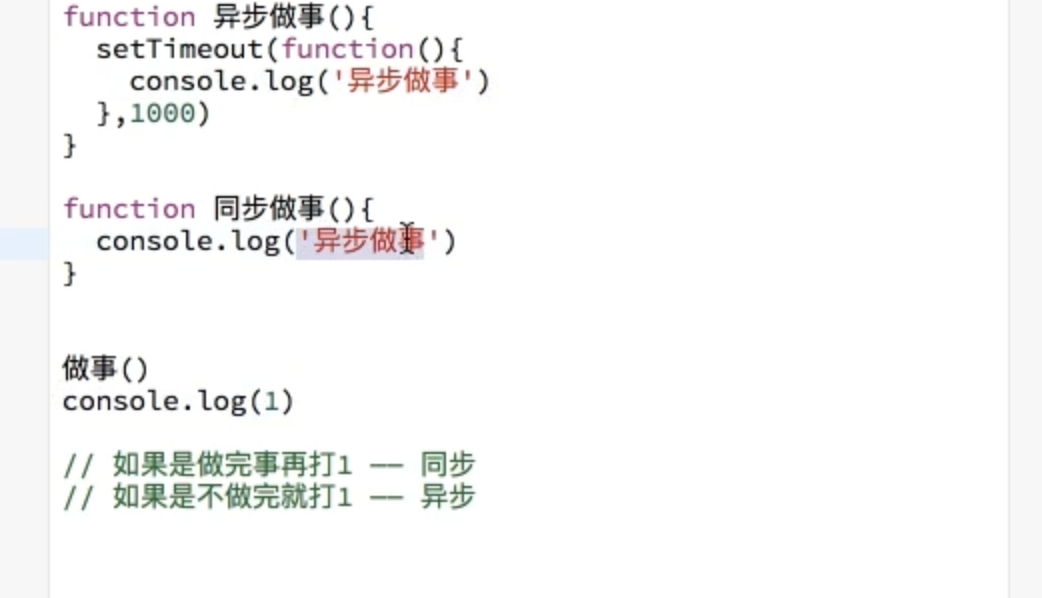 function 异步做事(){
  setTimeout(function(){
    console.log('异步做事')
  },1000)
}
function 同步做事(){
  console.log('异步做事')
}
做事()
console.log(1)
// 如果是做完事再打1 —— 同步
// 如果是不做完就打1 —— 异步